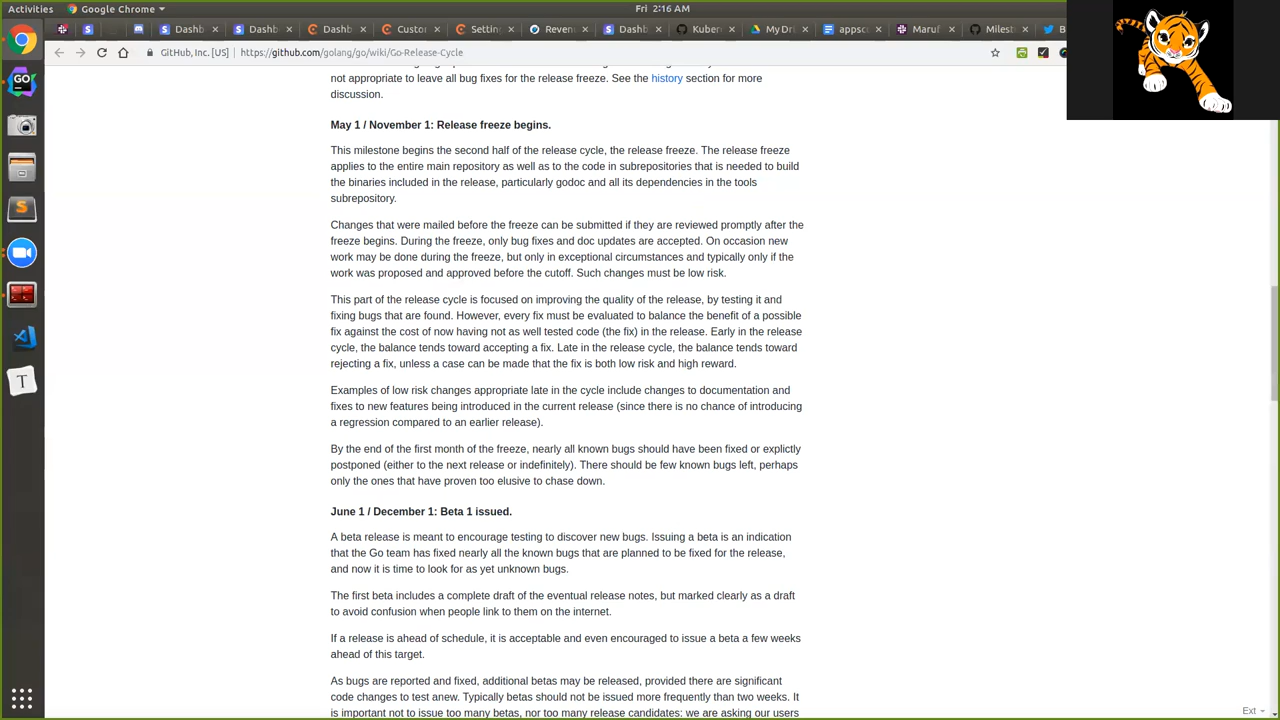 Activities
Google Chrome
Fri 2:16 AM
Dashb
Dashb
Dashb
Custor
Settin
Reven
Dashb
Kuber
My Dri
appsc
Maruf
Milest
B
GitHub, Inc. [US]
https://github.com/golang/go/wiki/Go-Release-Cycle
not appropriate to leave all bug fixes for the release freeze. See the history section for more
discussion.
May 1 / November 1: Release freeze begins.
This milestone begins the second half of the release cycle, the release freeze. The release freeze
applies to the entire main repository as well as to the code in subrepositories that is needed to build
the binaries included in the release, particularly godoc and all its dependencies in the tools
subrepository.
Changes that were mailed before the freeze can be submitted if they are reviewed promptly after the
freeze begins. During the freeze, only bug fixes and doc updates are accepted. On occasion new
work may be done during the freeze, but only in exceptional circumstances and typically only if the
work was proposed and approved before the cutoff. Such changes must be low risk.
This part of the release cycle is focused on improving the quality of the release, by testing it and
fixing bugs that are found. However, every fix must be evaluated to balance the benefit of a possible
fix against the cost of now having not as well tested code (the fix) in the release. Early in the release
cycle, the balance tends toward accepting a fix. Late in the release cycle, the balance tends toward
rejecting a fix, unless a case can be made that the fix is both low risk and high reward.
Examples of low risk changes appropriate late in the cycle include changes to documentation and
fixes to new features being introduced in the current release (since there is no chance of introducing
a regression compared to an earlier release).
By the end of the first month of the freeze, nearly all known bugs should have been fixed or explictly
postponed (either to the next release or indefinitely). There should be few known bugs left, perhaps
only the ones that have proven too elusive to chase down.
June 1 / December 1: Beta 1 issued.
A beta release is meant to encourage testing to discover new bugs. Issuing a beta is an indication
that the Go team has fixed nearly all the known bugs that are planned to be fixed for the release,
and now it is time to look for as yet unknown bugs.
The first beta includes a complete draft of the eventual release notes, but marked clearly as a draft
to avoid confusion when people link to them on the internet.
If a release is ahead of schedule, it is acceptable and even encouraged to issue a beta a few weeks
ahead of this target.
As bugs are reported and fixed, additional betas may be released, provided there are significant
code changes to test anew. Typically betas should not be issued more frequently than two weeks. It
is important not to issue too many betas, nor too many release candidates: we are asking our users
Ext